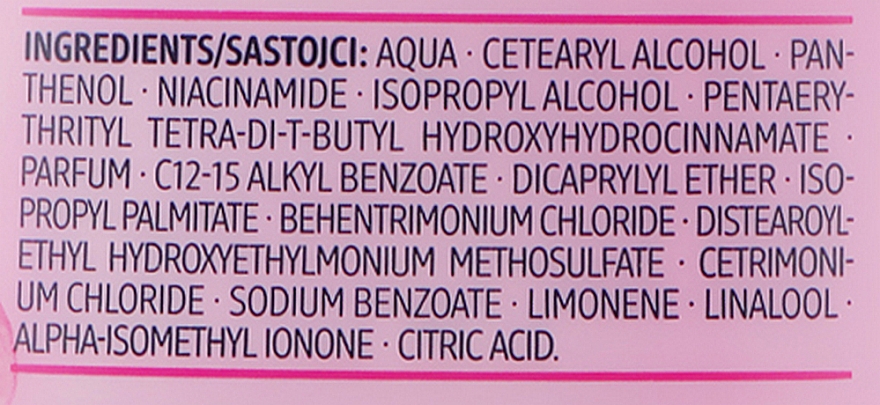 INGREDIENTS/SASTOJCI: AQUA · CETEARYL ALCOHOL · PAN-
THENOL · NIACINAMIDE · ISOPROPYL ALCOHOL · PENTAERY-
THRITYL TETRA-DI-T-BUTYL HYDROXYHYDROCINNAMATE ·
PARFUM · C12-15 ALKYL BENZOATE · DICAPRYLYL ETHER · ISO-
PROPYL PALMITATE · BEHENTRIMONIUM CHLORIDE · DISTEAROYL-
ETHYL HYDROXYETHYLMONIUM METHOSULFATE · CETRIMONI-
UM CHLORIDE · SODIUM BENZOATE · LIMONENE · LINALOOL ·
ALPHA-ISOMETHYL IONONE · CITRIC ACID.